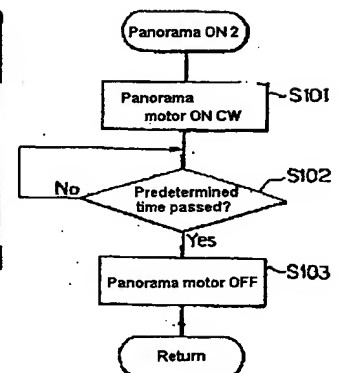 Panorama ON 2
Panorama
motor ON CW
S101
Predetermined
time passed?
S102
No
Yes
Panorama motor OFF
S103
Return